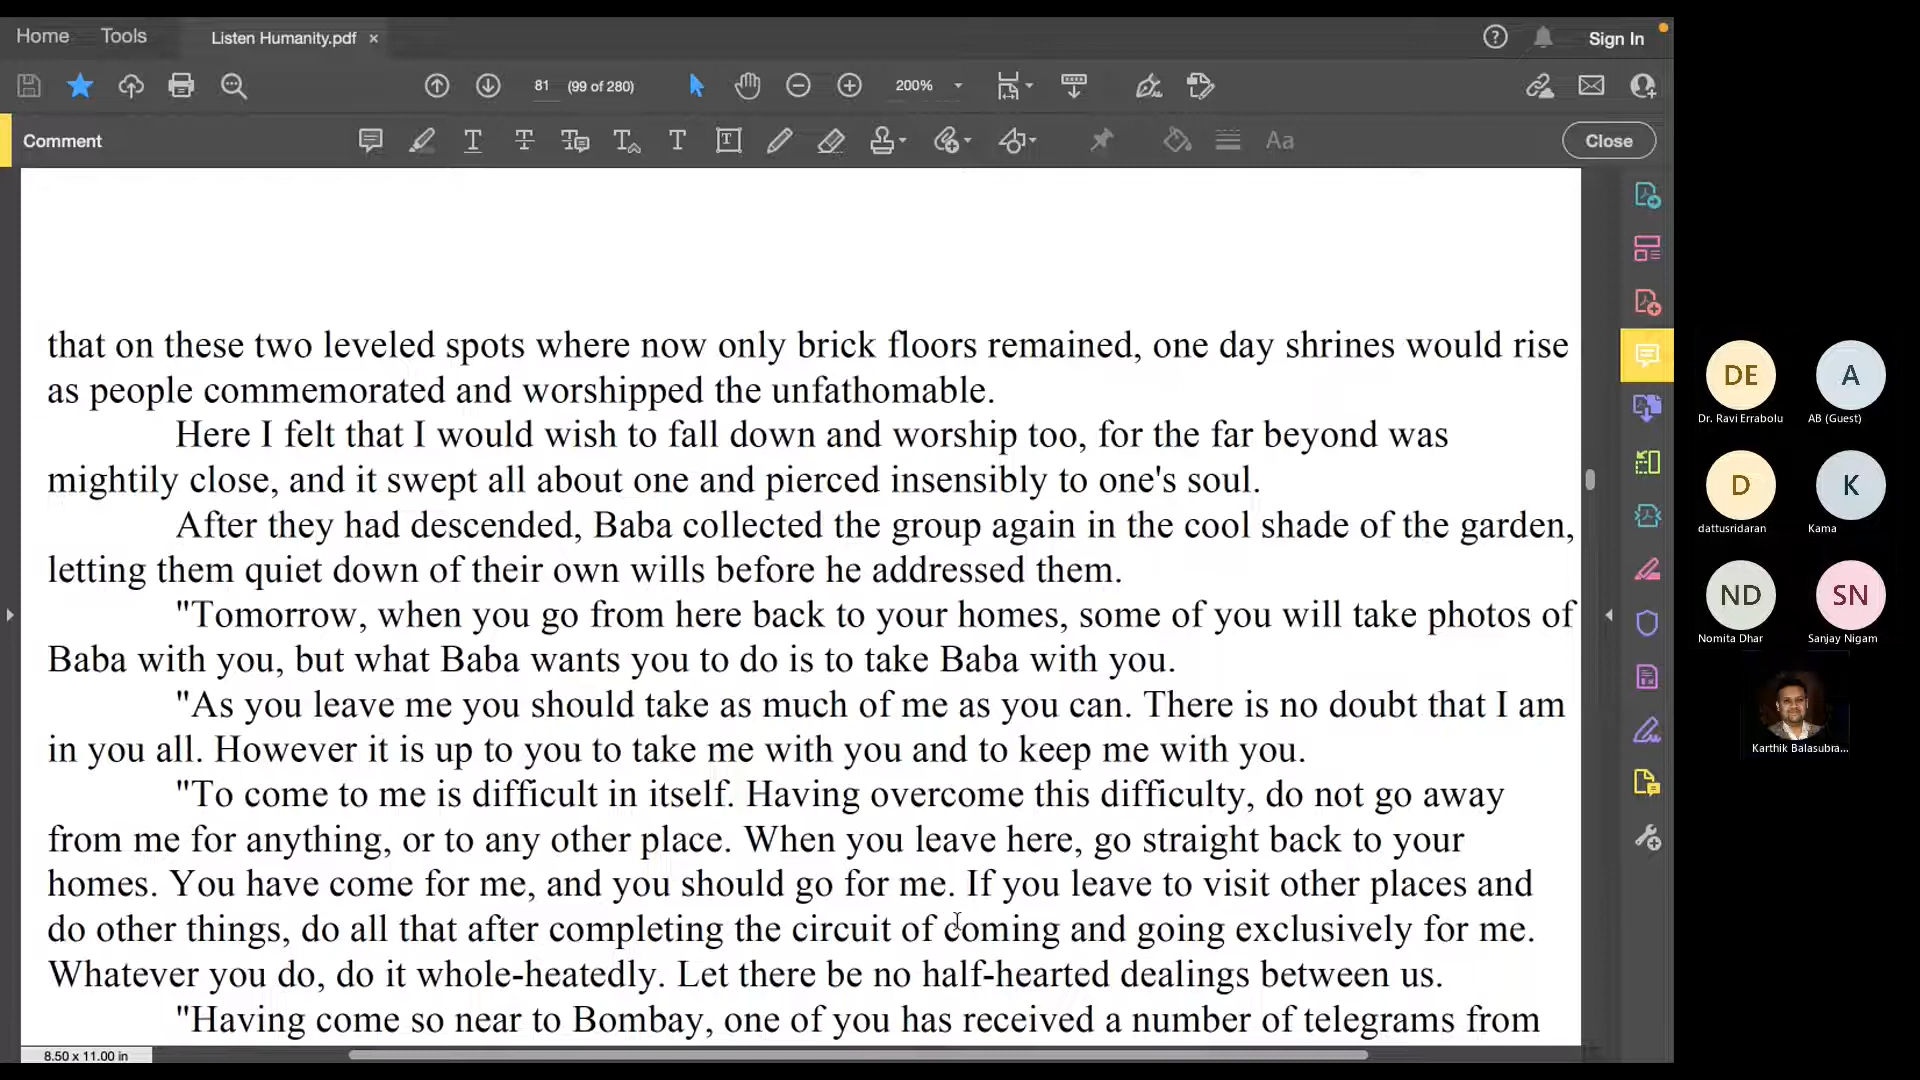 Home Tools Listen Humanity.pdf × Sign In
81 (99 of 280) 200%
Comment Aa Close
that on these two leveled spots where now only brick floors remained, one day shrines would rise
as people commemorated and worshipped the unfathomable.
Here I felt that I would wish to fall down and worship too, for the far beyond was
mightily close, and it swept all about one and pierced insensibly to one's soul.
After they had descended, Baba collected the group again in the cool shade of the garden,
letting them quiet down of their own wills before he addressed them.
"Tomorrow, when you go from here back to your homes, some of you will take photos of
Baba with you, but what Baba wants you to do is to take Baba with you.
"As you leave me you should take as much of me as you can. There is no doubt that I am
in you all. However it is up to you to take me with you and to keep me with you.
"To come to me is difficult in itself. Having overcome this difficulty, do not go away
from me for anything, or to any other place. When you leave here, go straight back to your
homes. You have come for me, and you should go for me. If you leave to visit other places and
do other things, do all that after completing the circuit of coming and going exclusively for me.
Whatever you do, do it whole-heatedly. Let there be no half-hearted dealings between us.
"Having come so near to Bombay, one of you has received a number of telegrams from
8.50 x 11.00 in
DE A
Dr. Ravi Errabolu AB (Guest)
D K
dattusridaran Kama
ND SN
Nomita Dhar Sanjay Nigam
Karthik Balasubra...